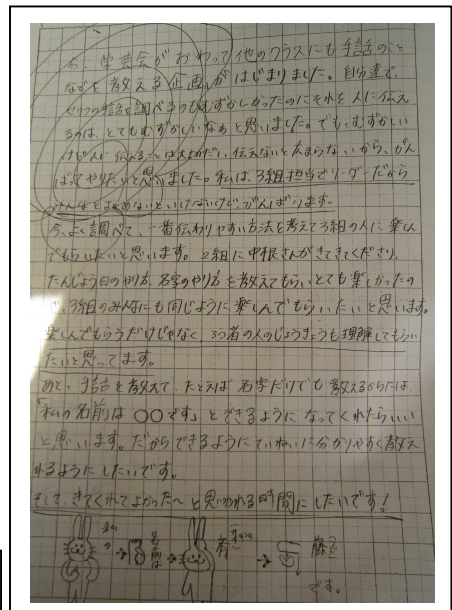 今、学芸会がおわって他のクラスにも手話のこと
などを教える企画がはじまりました。自分達で、
セリフの手話を調べるのもむずかしかったのにそれを人に伝え
るのは、とてもむずかしいなぁと思いました。でも、むずかしい
けど人に伝えることは大切だし、伝えないと広まらないから、がん
ばってやりたいと思いました。私は、3組担当でリーダーだから
みんなをまとめないといけないけど、がんばります。
今、よく調べて、一番伝わりやすい方法を考えて3組の人に楽しん
でもらいたいと思います。2組に中根さんがきてくださり、
たんじょう日のやり方、名字のやり方を教えてもらい、とても楽しかったの
で、3組のみんなにも同じように楽しんでもらいたいと思います。
楽しんでもらうだけじゃなく、ろう者の人のじょうきょうも理解してもらい
たいと思ってます。
あと、手話を教えて、たとえば名字だけでも教えるからには、
「私の名前は○○です」とできるようになってくれたらいい
と思います。だからできるようにていねいに分かりやすく教え
れるようにしたいです。
そして、きてくれてよかった〜と思われる時間にしたいです!
私の → 名前は → 斉 → 藤
です。